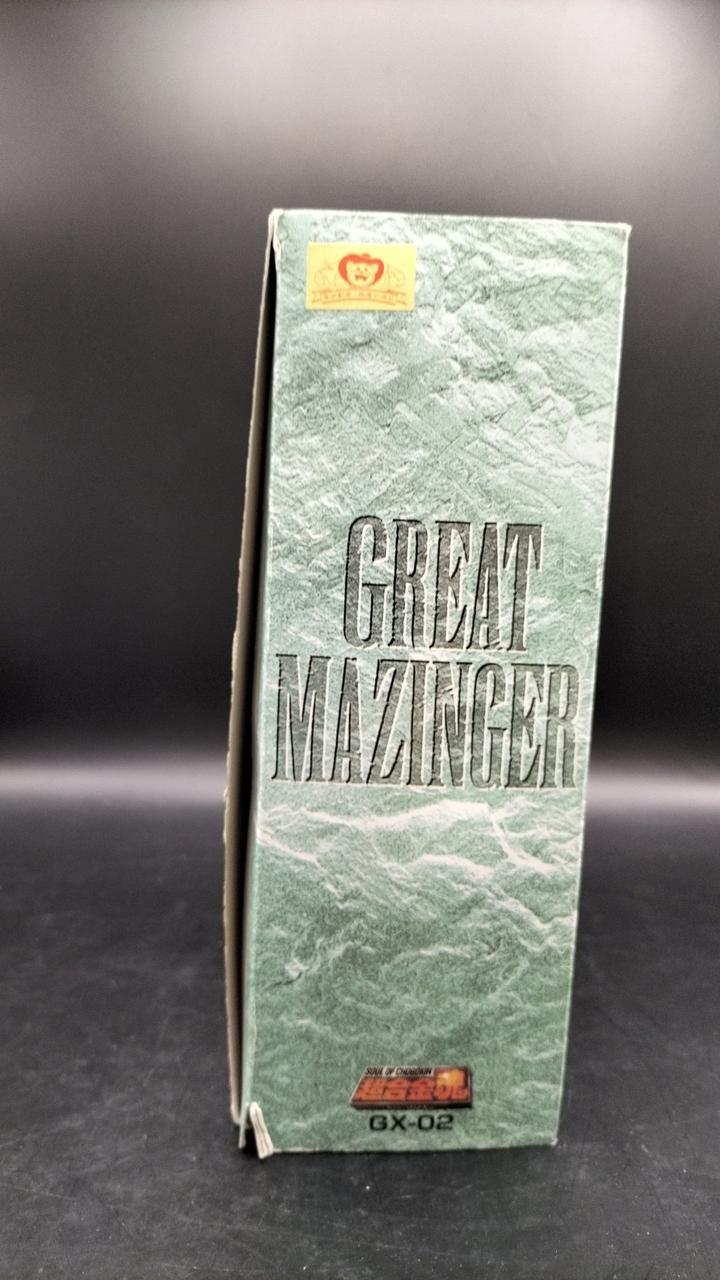 GREAT
MAZINGER
SOUL OF CHOGOKIN
超合金魂
GX-02